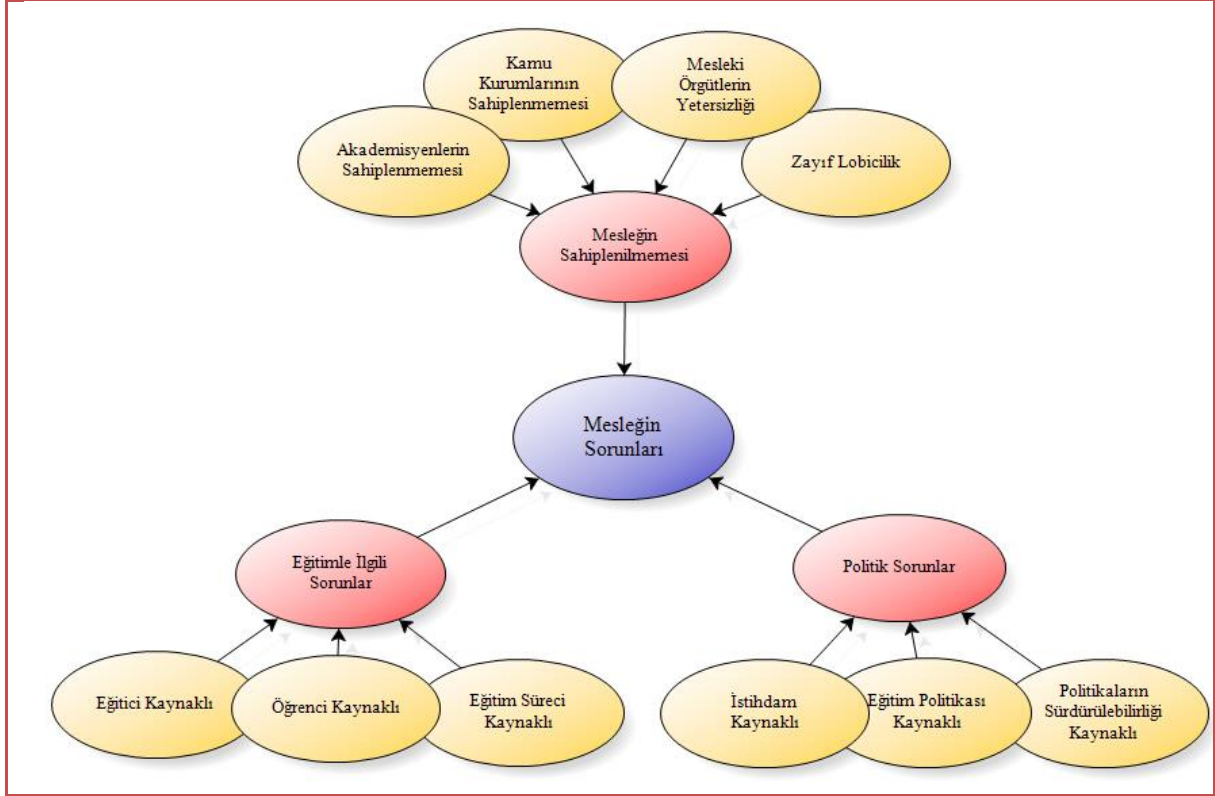 Kamu
Kurumlarının
Sahiplenmemesi
Mesleki
Örgütlerin
Yetersizliği
Akademisyenlerin
Sahiplenmemesi
Zayıf Lobicilik
Mesleğin
Sahiplenilmemesi
Mesleğin
Sorunları
Eğitimle İlgili
Sorunlar
Politik Sorunlar
Eğitici Kaynaklı
Öğrenci Kaynaklı
Eğitim Süreci
Kaynaklı
İstihdam
Kaynaklı
Eğitim Politikası
Kaynaklı
Politikaların
Sürdürülebilirliği
Kaynaklı